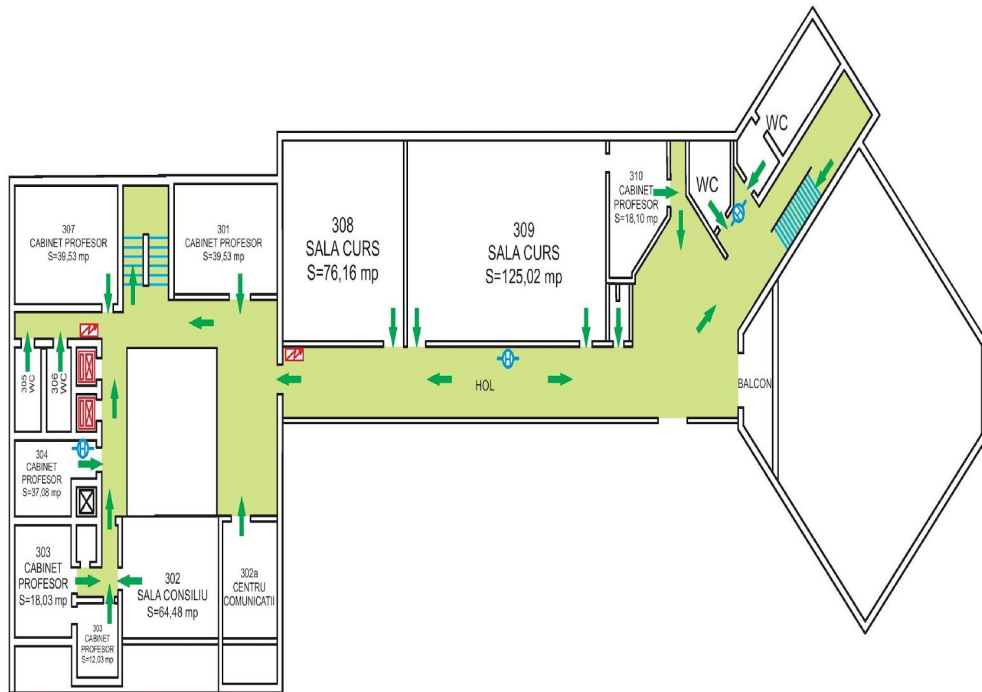 WC
WC
310
CABINET
PROFESOR
S=18,10 mp
307
CABINET PROFESOR
S=39,53 mp
301
CABINET PROFESOR
S=39,53 mp
308
SALA CURS
S=76,16 mp
309
SALA CURS
S=125,02 mp
305
WC
306
WC
HOL
BALCON
H
H
H
304
CABINET
PROFESOR
S=37,08 mp
303
CABINET
PROFESOR
S=18,03 mp
302
SALA CONSILIU
S=64,48 mp
302a
CENTRU
COMUNICATII
303
CABINET
PROFESOR
S=12,03 mp